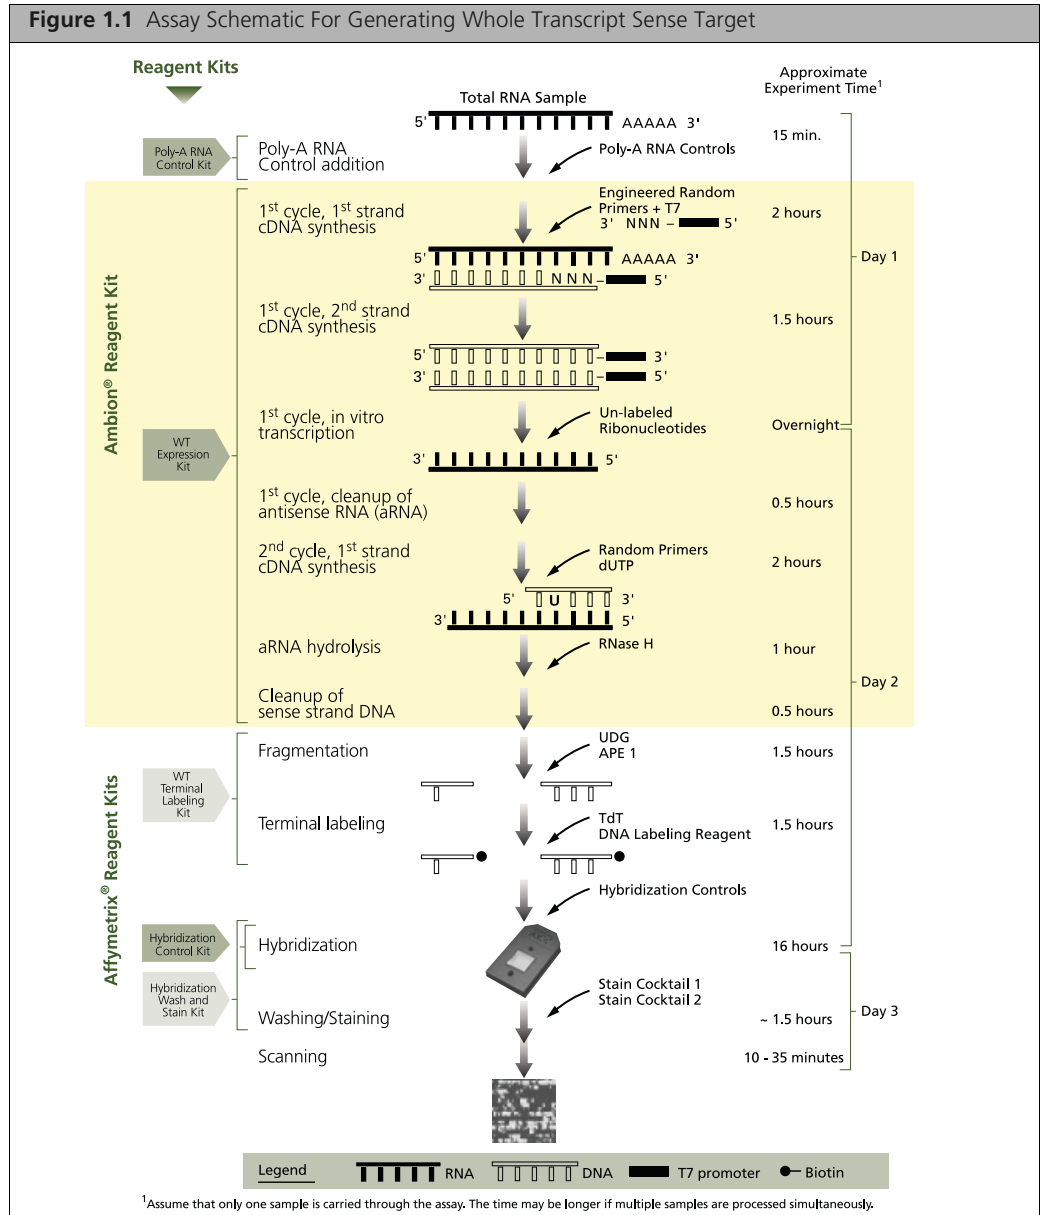 Figure 1.1 Assay Schematic For Generating Whole Transcript Sense Target
Reagent Kits
Approximate
Experiment Time1
Total RNA Sample
5' AAAAA 3'
15 min.
Poly-A RNA
Control Kit
Poly-A RNA
Control addition
Poly-A RNA Controls
Ambion® Reagent Kit
1st cycle, 1st strand
cDNA synthesis
Engineered Random
Primers + T7
3' NNN – 5'
2 hours
Day 1
5' AAAAA 3'
3' N N N – 5'
1st cycle, 2nd strand
cDNA synthesis
1.5 hours
5' – 3'
3' – 5'
1st cycle, in vitro
transcription
Un-labeled
Ribonucleotides
Overnight
WT
Expression
Kit
3' 5'
1st cycle, cleanup of
antisense RNA (aRNA)
0.5 hours
2nd cycle, 1st strand
cDNA synthesis
Random Primers
dUTP
2 hours
5' U 3'
3' 5'
aRNA hydrolysis
RNase H
1 hour
Day 2
Cleanup of
sense strand DNA
0.5 hours
Affymetrix® Reagent Kits
Fragmentation
UDG
APE 1
1.5 hours
WT
Terminal
Labeling
Kit
Terminal labeling
TdT
DNA Labeling Reagent
1.5 hours
Hybridization Controls
Hybridization
Control Kit
Hybridization
16 hours
Hybridization
Wash and
Stain Kit
Stain Cocktail 1
Stain Cocktail 2
Washing/Staining
~ 1.5 hours
Day 3
Scanning
10 - 35 minutes
Legend RNA DNA T7 promoter Biotin
1Assume that only one sample is carried through the assay. The time may be longer if multiple samples are processed simultaneously.